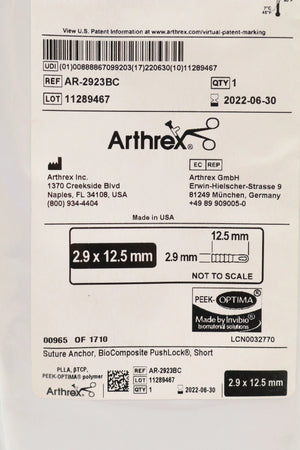 View U.S. Patent Information at www.arthrex.com/virtual-patent-marking
UDI (01)00888867099203(17)220630(10)11289467
REF AR-2923BC QTY 1
LOT 11289467 2022-06-30
Arthrex®
EC REP
Arthrex Inc. Arthrex GmbH
1370 Creekside Blvd Erwin-Hielscher-Strasse 9
Naples, FL 34108, USA 81249 München, Germany
(800) 934-4404 +49 89 909005-0
Made in USA
12.5 mm
2.9 x 12.5 mm 2.9 mm
NOT TO SCALE
PEEK-OPTIMA®
Made by Invibio®
biomaterial solutions
00965 OF 1710 LCN0032770
Suture Anchor, BioComposite PushLock®, Short
PLLA, βTCP,
PEEK-OPTIMA® polymer
Arthrex
REF AR-2923BC
LOT 11289467
QTY 1 2022-06-30
2.9 x 12.5 mm